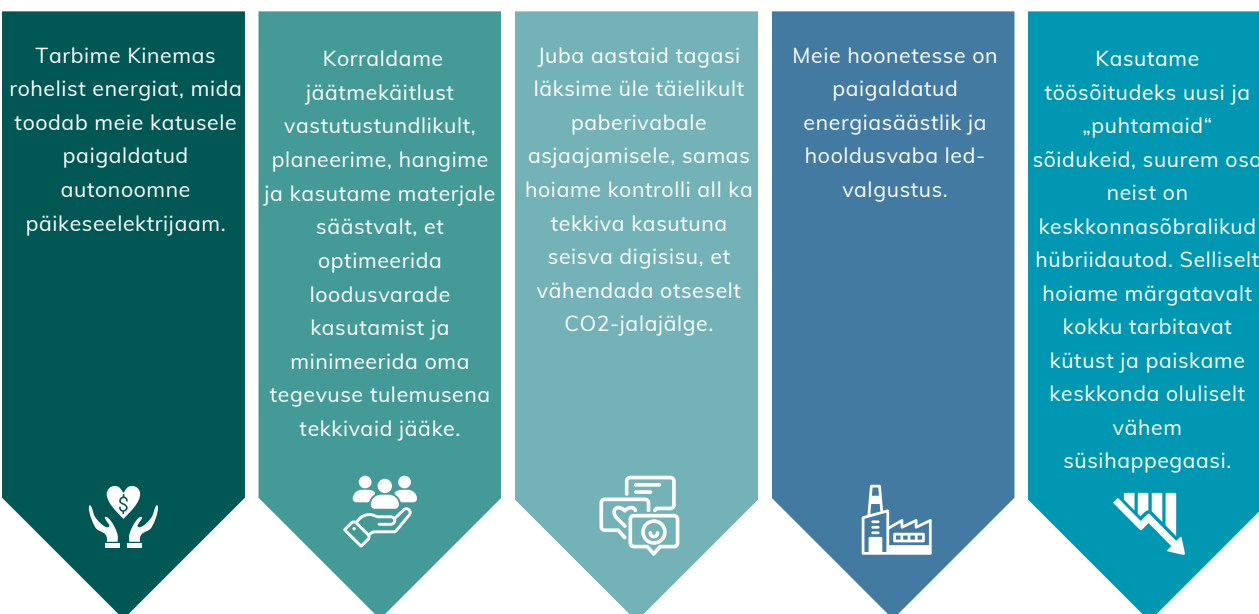 Tarbime Kinemas
rohelist energiat, mida
toodab meie katusele
paigaldatud
autonoomne
päikeseelektrijaam.
Korraldame
jäätmekäitlust
vastutustundlikult,
planeerime, hangime
ja kasutame materjale
säästvalt, et
optimeerida
loodusvarade
kasutamist ja
minimeerida oma
tegevuse tulemusena
tekkivaid jääke.
Juba aastaid tagasi
läksime üle täielikult
paberivabale
asjaajamisele, samas
hoiame kontrolli all ka
tekkiva kasutuna
seisva digisisu, et
vähendada otseselt
CO2-jalajälge.
Meie hoonetesse on
paigaldatud
energiasäästlik ja
hooldusvaba led-
valgustus.
Kasutame
töösõitudeks uusi ja
„puhtamaid“
sõidukeid, suurem osa
neist on
keskkonnasõbralikud
hübriidautod. Selliselt
hoiame märgatavalt
kokku tarbitavat
kütust ja paiskame
keskkonda oluliselt
vähem
süsihappegaasi.
$